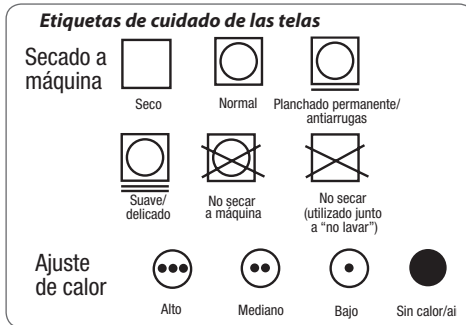 Etiquetas de cuidado de las telas
Secado a
máquina
Seco
Normal
Planchado permanente/
antiarrugas
Suave/
delicado
No secar
a máquina
No secar
(utilizado junto
a “no lavar”)
Ajuste
de calor
Alto
Mediano
Bajo
Sin calor/ai